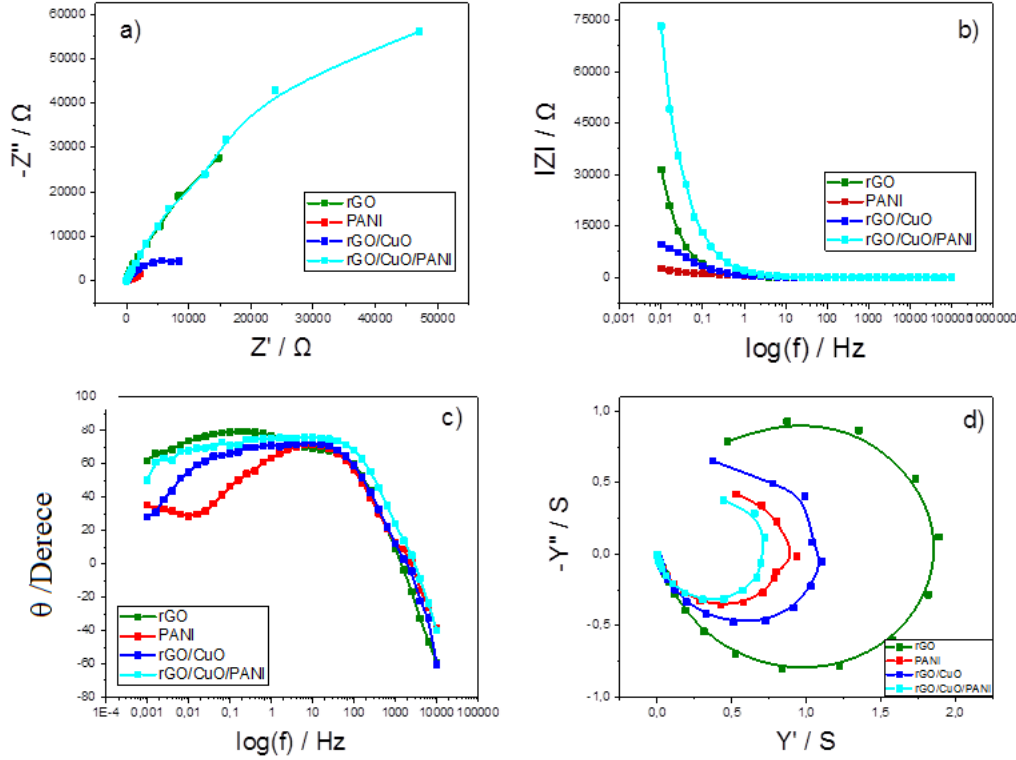 a)
60000
50000
40000
30000
20000
10000
0
-Z'' / Ω
0
10000
20000
30000
40000
50000
Z' / Ω
rGO
PANI
rGO/CuO
rGO/CuO/PANI
b)
75000
60000
45000
30000
15000
0
IZI / Ω
0,001
0,01
0,1
1
10
100
1000
10000
100000
log(f) / Hz
rGO
PANI
rGO/CuO
rGO/CuO/PANI
c)
100
80
60
40
20
0
-20
-40
-60
-80
θ /Derece
1E-4
0,001
0,01
0,1
1
10
100
1000
10000
100000
log(f) / Hz
rGO
PANI
rGO/CuO
rGO/CuO/PANI
d)
1,0
0,5
0,0
-0,5
-1,0
-Y'' / S
0,0
0,5
1,0
1,5
2,0
Y' / S
rGO
PANI
rGO/CuO
rGO/CuO/PANI